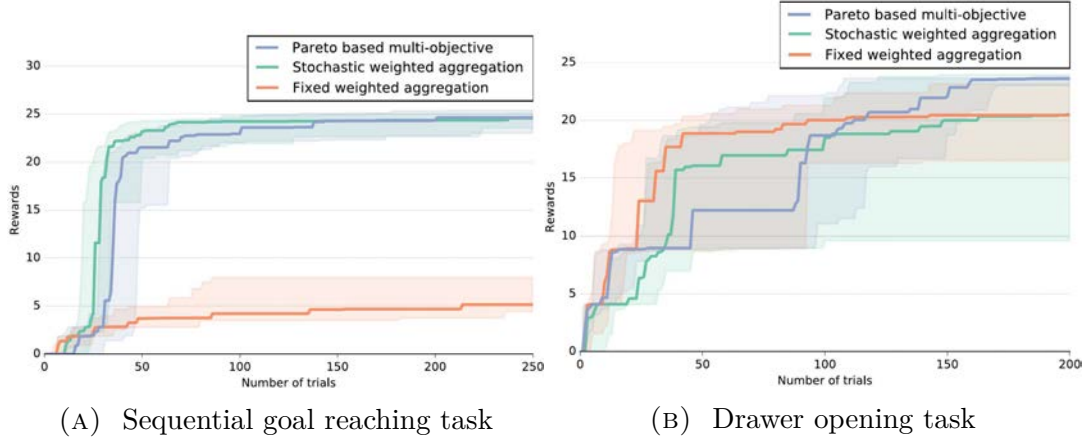 Pareto based multi-objective
Stochastic weighted aggregation
Fixed weighted aggregation
30
25
20
15
10
5
0
Rewards
0 50 100 150 200 250
Number of trials
(A) Sequential goal reaching task
Pareto based multi-objective
Stochastic weighted aggregation
Fixed weighted aggregation
25
20
15
10
5
0
Rewards
0 50 100 150 200
Number of trials
(B) Drawer opening task